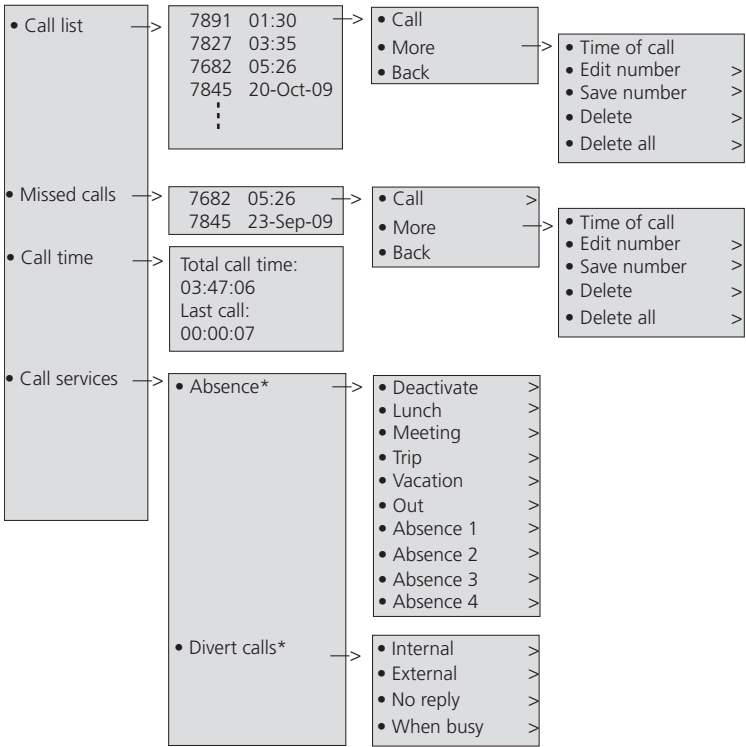 • Call list —>
7891 01:30 —>
7827 03:35
7682 05:26
7845 20-Oct-09
• Call
• More —>
• Back
• Time of call
• Edit number >
• Save number >
• Delete >
• Delete all >
• Missed calls —>
7682 05:26 —>
7845 23-Sep-09
• Call >
• More —>
• Back
• Time of call
• Edit number >
• Save number >
• Delete >
• Delete all >
• Call time —>
Total call time:
03:47:06
Last call:
00:00:07
• Call services —>
• Absence* —>
• Deactivate >
• Lunch >
• Meeting >
• Trip >
• Vacation >
• Out >
• Absence 1 >
• Absence 2 >
• Absence 3 >
• Absence 4 >
• Divert calls* —>
• Internal >
• External >
• No reply >
• When busy >